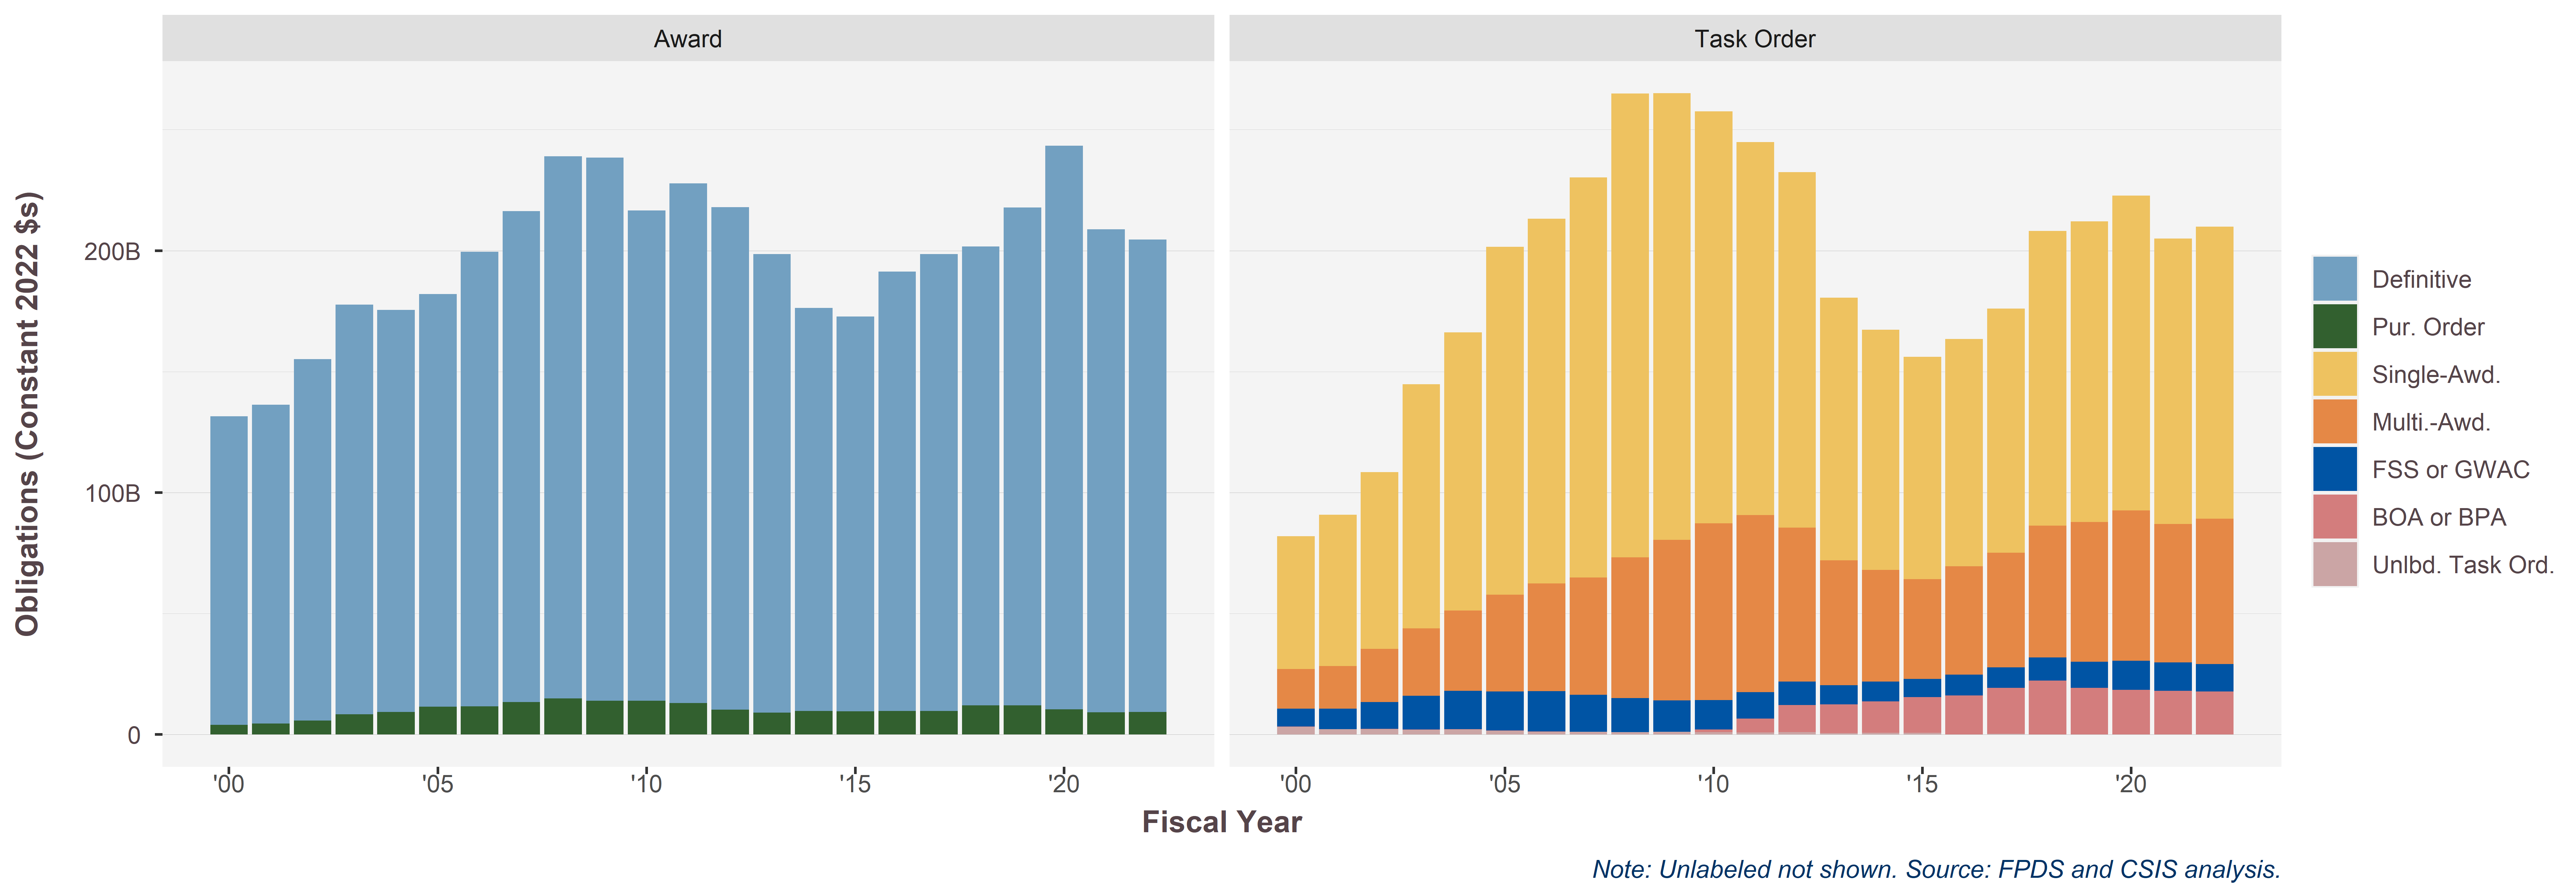 Award
Task Order
Obligations (Constant 2022 $s)
200B
100B
0
'00 '05 '10 '15 '20
'00 '05 '10 '15 '20
Fiscal Year
Definitive
Pur. Order
Single-Awd.
Multi.-Awd.
FSS or GWAC
BOA or BPA
Unlbd. Task Ord.
Note: Unlabeled not shown. Source: FPDS and CSIS analysis.